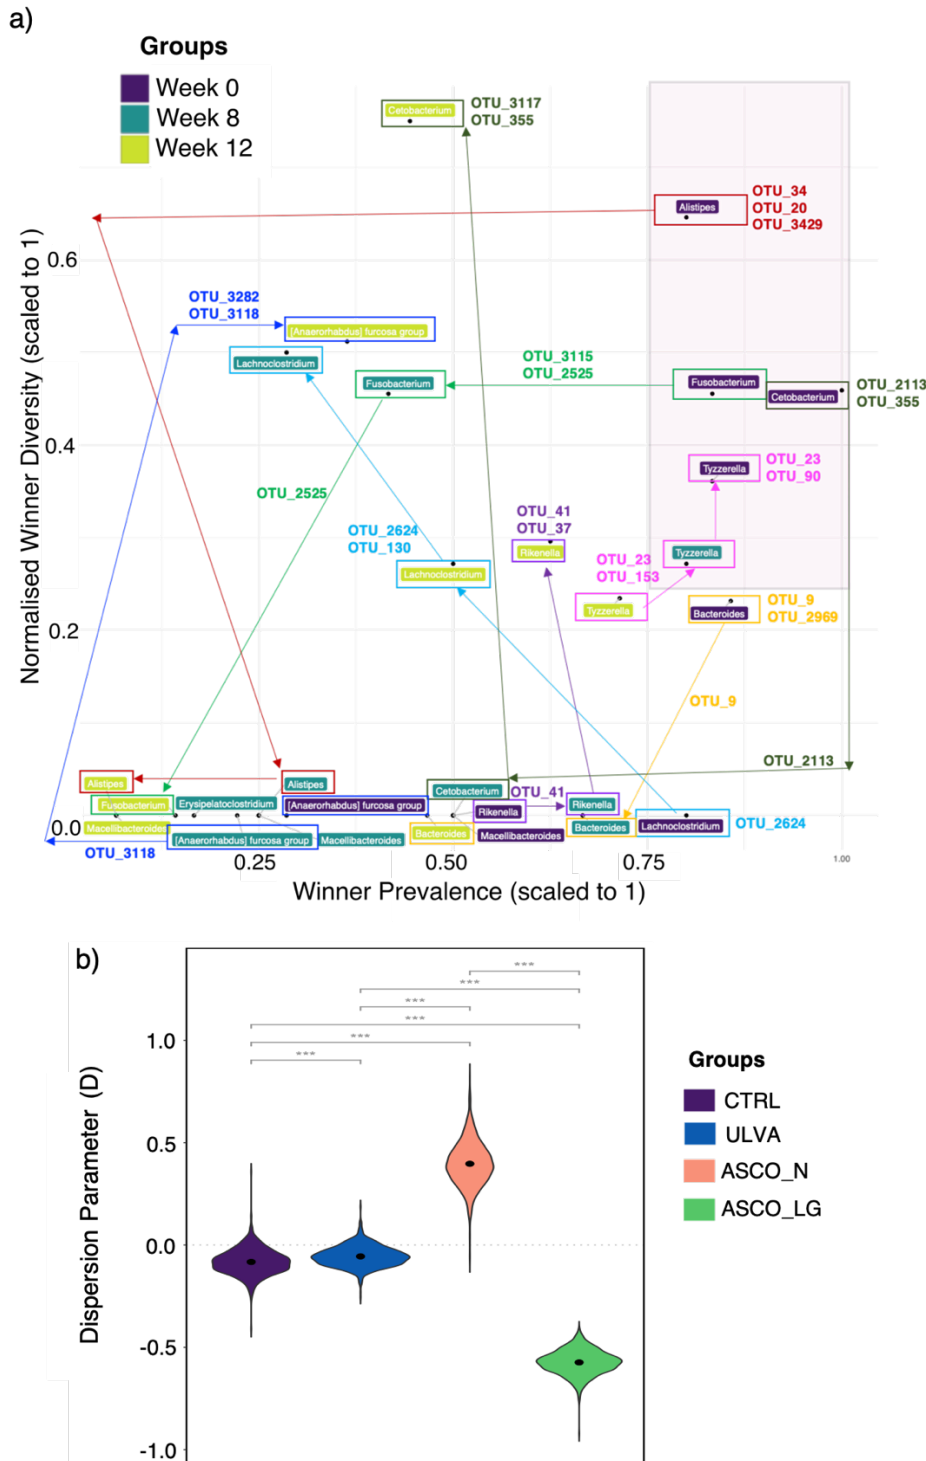 a)
Groups
Week 0
Week 8
Week 12
Cetobacterium
OTU_3117
OTU_355
Alistipes
OTU_34
OTU_20
OTU_3429
0.6
OTU_3282
OTU_3118
[Anaerorhabdus] furcosa group
Lachnoclostridium
Fusobacterium
OTU_3115
OTU_2525
Fusobacterium
Cetobacterium
OTU_2113
OTU_355
0.4
Tyzzerella
OTU_23
OTU_90
OTU_2525
OTU_2624
OTU_130
OTU_41
OTU_37
Rikenella
Lachnoclostridium
Tyzzerella
OTU_23
OTU_153
Tyzzerella
OTU_9
OTU_2969
Bacteroides
0.2
OTU_9
OTU_2113
Alistipes
Alistipes
Cetobacterium
OTU_41
Fusobacterium
Erysipelatoclostridium
[Anaerorhabdus] furcosa group
Rikenella
Rikenella
0.0
Macellibacteroides
[Anaerorhabdus] furcosa group
Macellibacteroides
Bacteroides
Macellibacteroides
Bacteroides
Lachnoclostridium
OTU_2624
OTU_3118
0.25
0.50
0.75
1.00
Winner Prevalence (scaled to 1)
Normalised Winner Diversity (scaled to 1)
b)
***
***
***
***
***
***
1.0
0.5
0.0
-0.5
-1.0
Dispersion Parameter (D)
Groups
CTRL
ULVA
ASCO_N
ASCO_LG